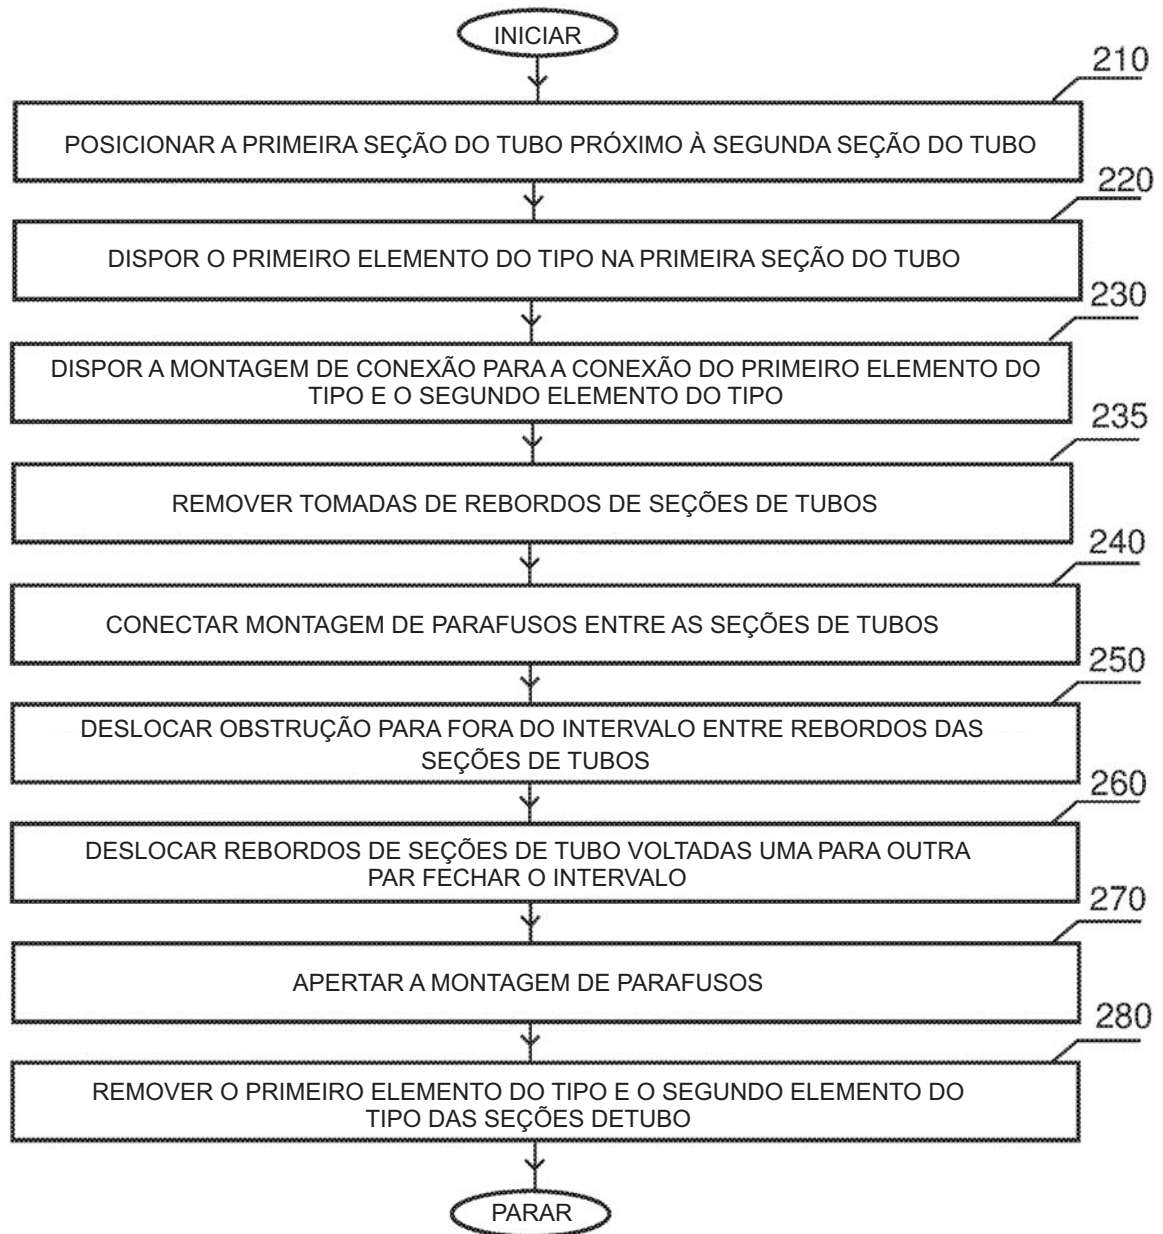 INICIAR
210
POSICIONAR A PRIMEIRA SEÇÃO DO TUBO PRÓXIMO À SEGUNDA SEÇÃO DO TUBO
220
DISPOR O PRIMEIRO ELEMENTO DO TIPO NA PRIMEIRA SEÇÃO DO TUBO
230
DISPOR A MONTAGEM DE CONEXÃO PARA A CONEXÃO DO PRIMEIRO ELEMENTO DO
TIPO E O SEGUNDO ELEMENTO DO TIPO
235
REMOVER TOMADAS DE REBORDOS DE SEÇÕES DE TUBOS
240
CONECTAR MONTAGEM DE PARAFUSOS ENTRE AS SEÇÕES DE TUBOS
250
DESLOCAR OBSTRUÇÃO PARA FORA DO INTERVALO ENTRE REBORDOS DAS
SEÇÕES DE TUBOS
260
DESLOCAR REBORDOS DE SEÇÕES DE TUBO VOLTADAS UMA PARA OUTRA
PAR FECHAR O INTERVALO
270
APERTAR A MONTAGEM DE PARAFUSOS
280
REMOVER O PRIMEIRO ELEMENTO DO TIPO E O SEGUNDO ELEMENTO DO
TIPO DAS SEÇÕES DETUBO
PARAR